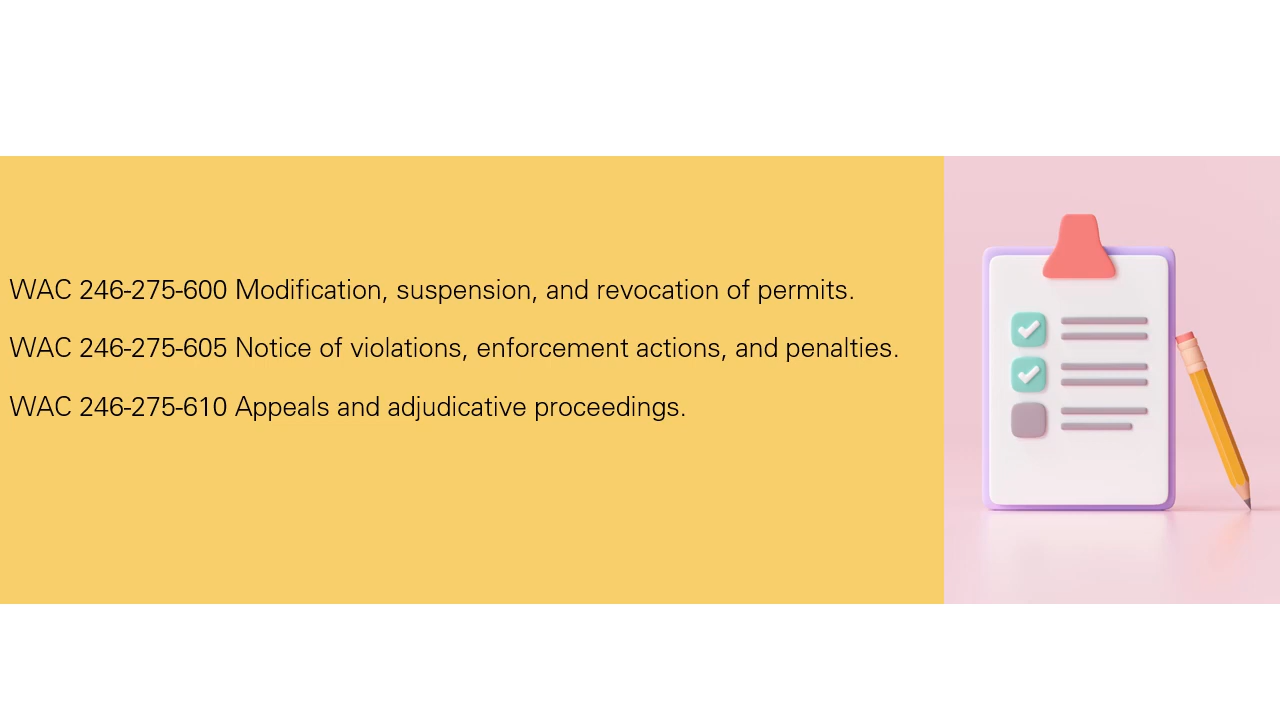 WAC 246-275-600 Modification, suspension, and revocation of permits.
WAC 246-275-605 Notice of violations, enforcement actions, and penalties.
WAC 246-275-610 Appeals and adjudicative proceedings.